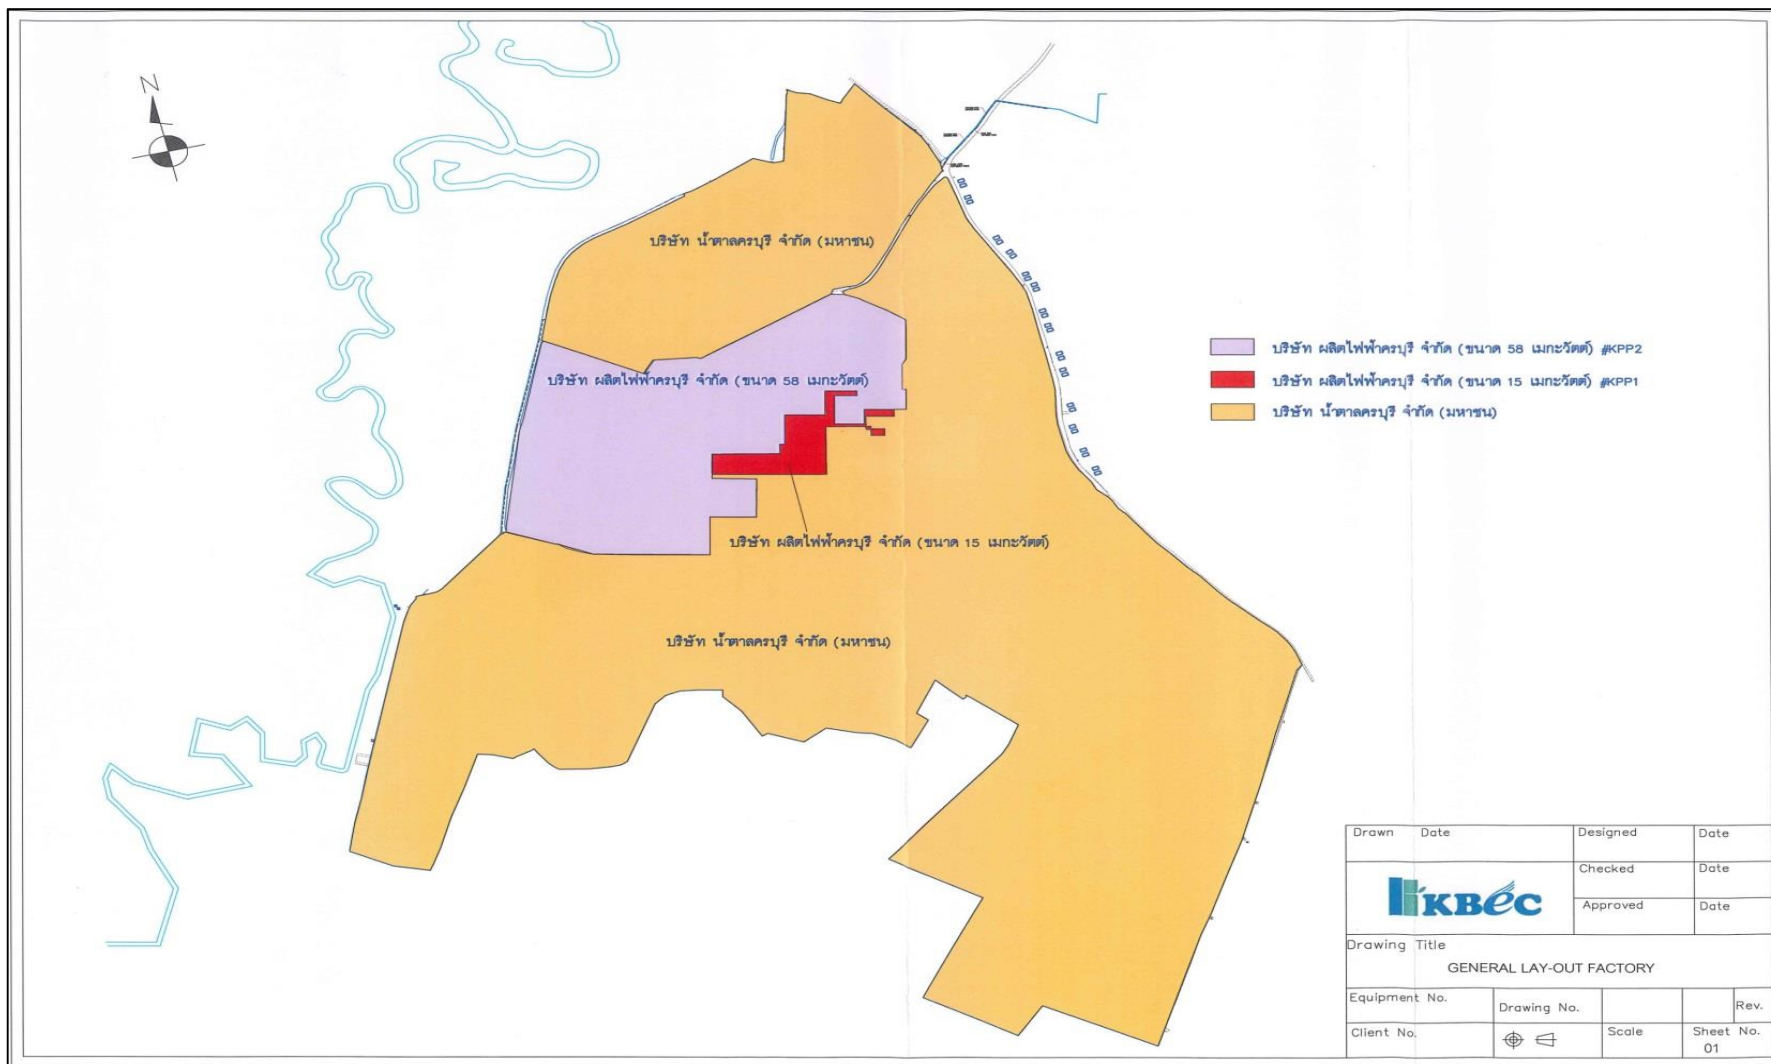 N
บริษัท น้ำตาลครบุรี จำกัด (มหาชน)
บริษัท ผลิตไฟฟ้าครบุรี จำกัด (ขนาด 58 เมกะวัตต์)
บริษัท ผลิตไฟฟ้าครบุรี จำกัด (ขนาด 15 เมกะวัตต์)
บริษัท น้ำตาลครบุรี จำกัด (มหาชน)
บริษัท ผลิตไฟฟ้าครบุรี จำกัด (ขนาด 58 เมกะวัตต์) #KPP2
บริษัท ผลิตไฟฟ้าครบุรี จำกัด (ขนาด 15 เมกะวัตต์) #KPP1
บริษัท น้ำตาลครบุรี จำกัด (มหาชน)
Drawn Date Designed Date
Checked Date
KBéC
Approved Date
Drawing Title
GENERAL LAY-OUT FACTORY
Equipment No. Drawing No. Rev.
Client No. Scale Sheet No.
01